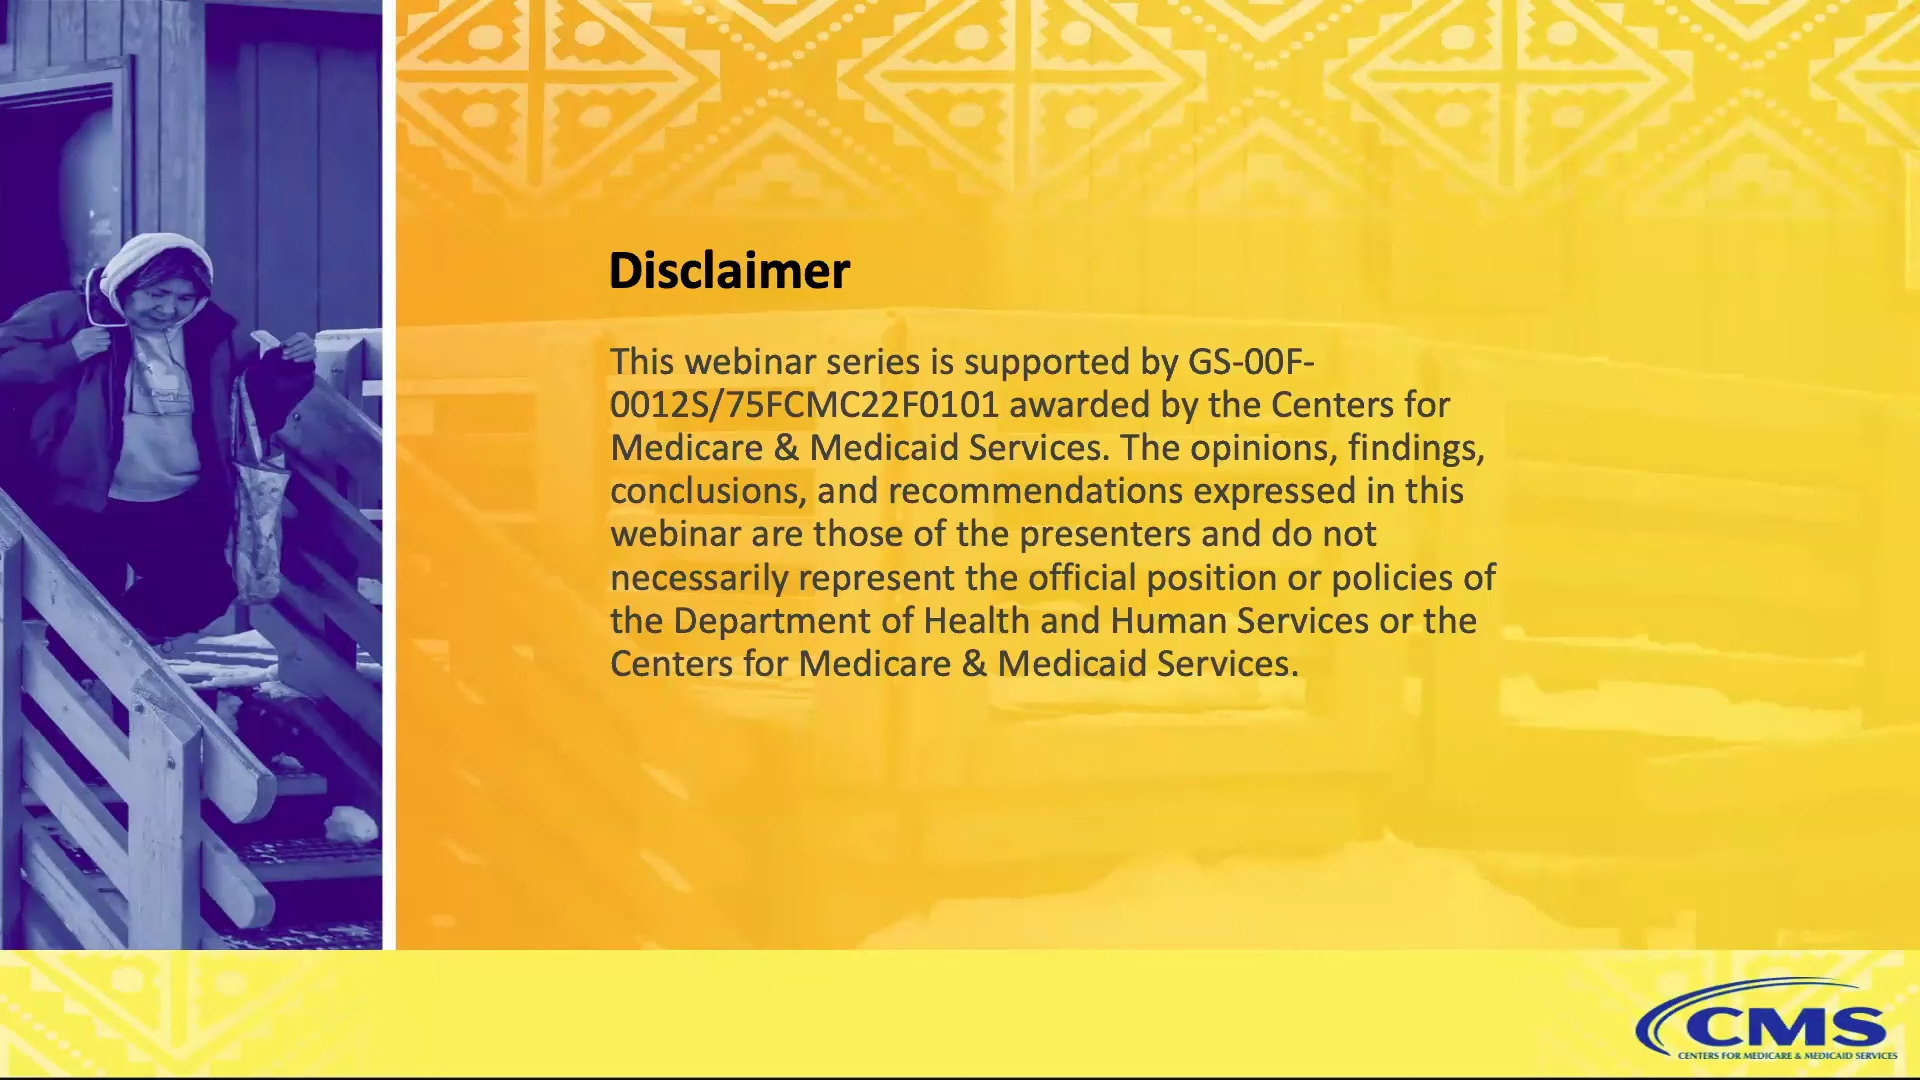 Disclaimer
This webinar series is supported by GS-00F-
0012S/75FCMC22F0101 awarded by the Centers for
Medicare & Medicaid Services. The opinions, findings,
conclusions, and recommendations expressed in this
webinar are those of the presenters and do not
necessarily represent the official position or policies of
the Department of Health and Human Services or the
Centers for Medicare & Medicaid Services.
CMS
CENTERS FOR MEDICARE & MEDICAID SERVICES